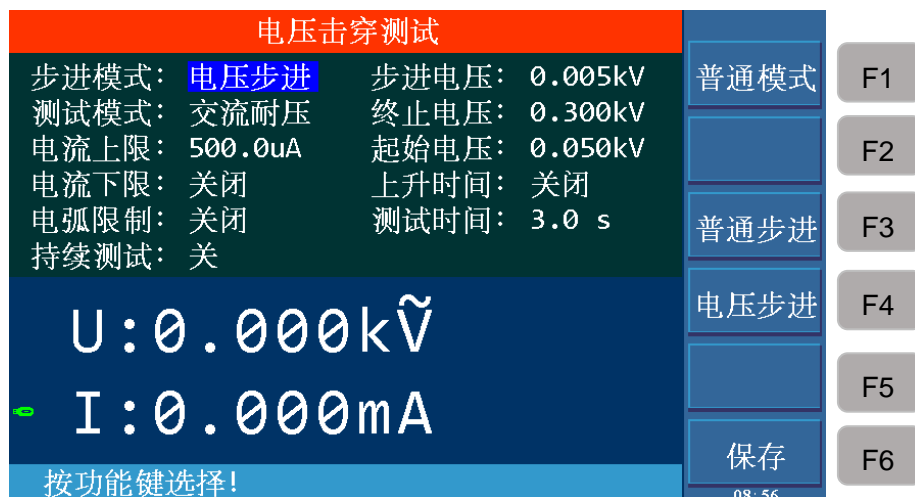 电压击穿测试
步进模式: 电压步进 步进电压: 0.005kV
测试模式: 交流耐压 终止电压: 0.300kV
电流上限: 500.0uA 起始电压: 0.050kV
电流下限: 关闭 上升时间: 关闭
电弧限制: 关闭 测试时间: 3.0 s
持续测试: 关
U:0.000kṼ
I:0.000mA
按功能键选择!
普通模式 F1
F2
普通步进 F3
电压步进 F4
F5
保存 F6
08:56